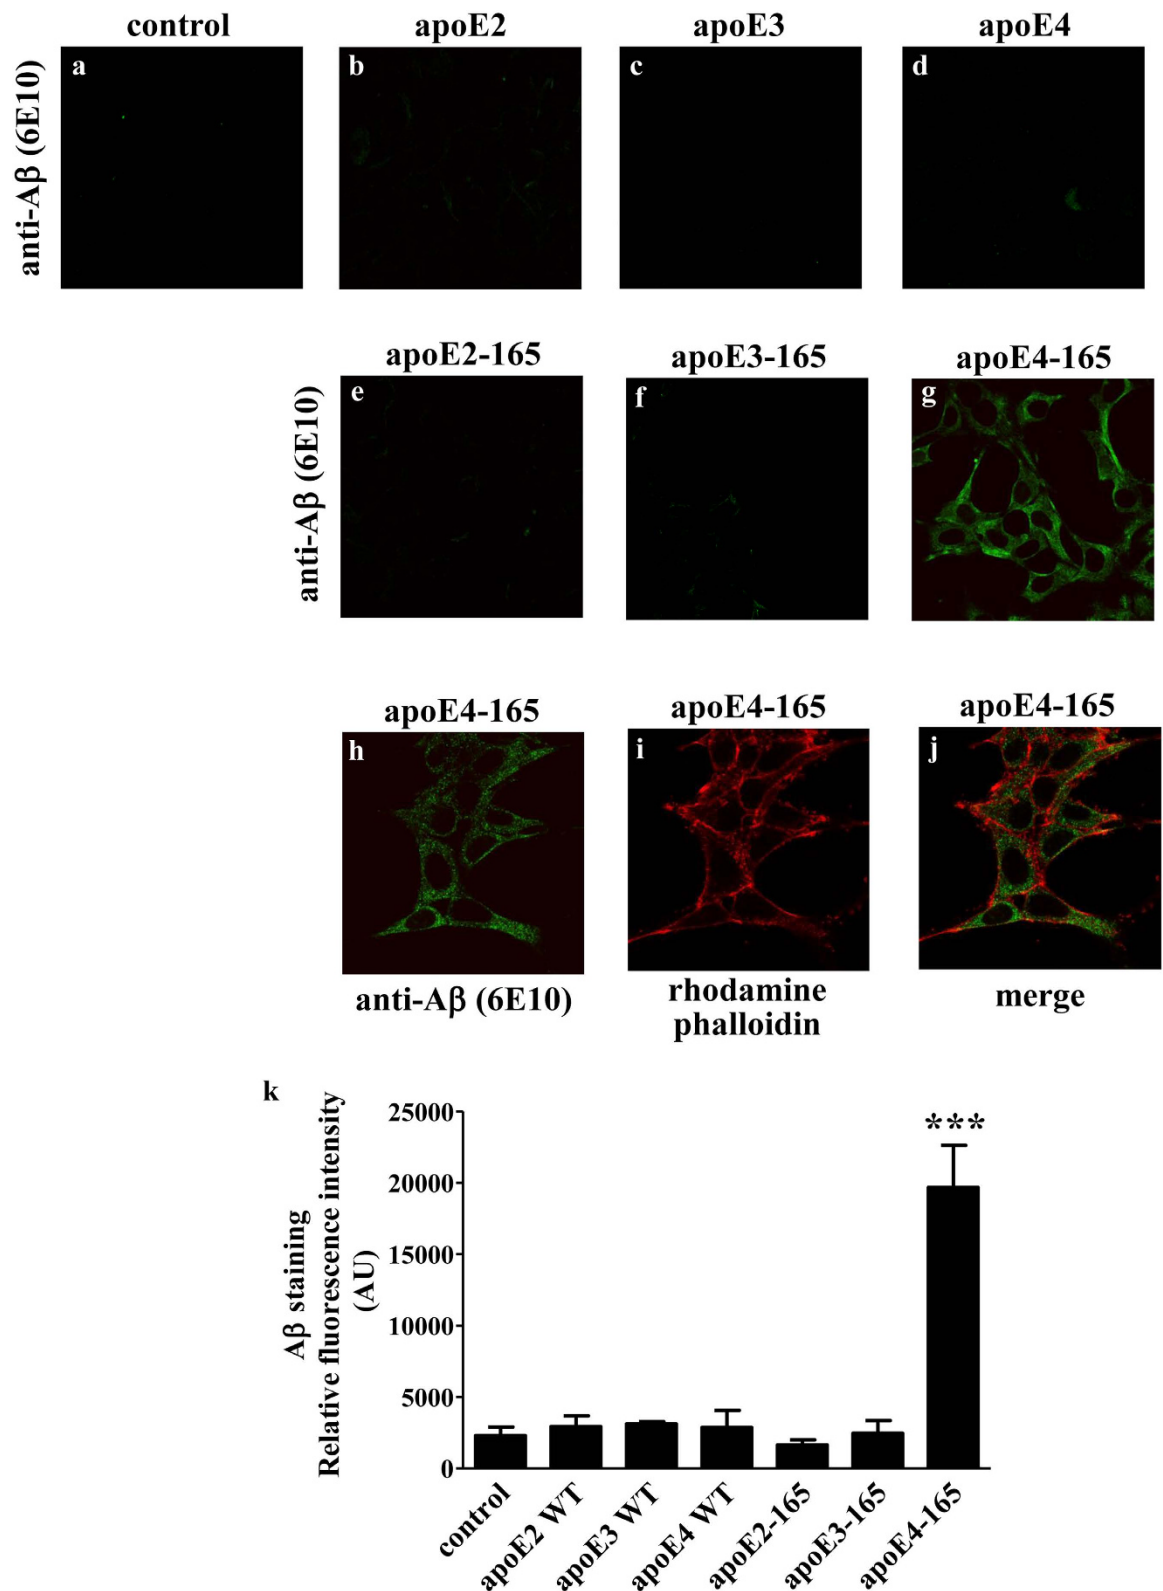 control
apoE2
apoE3
apoE4
anti-Aβ (6E10)
a
b
c
d
apoE2-165
apoE3-165
apoE4-165
anti-Aβ (6E10)
e
f
g
apoE4-165
apoE4-165
apoE4-165
h
i
j
anti-Aβ (6E10)
rhodamine
phalloidin
merge
k
Aβ staining
Relative fluorescence intensity
(AU)
25000
20000
15000
10000
5000
0
***
control
apoE2 WT
apoE3 WT
apoE4 WT
apoE2-165
apoE3-165
apoE4-165